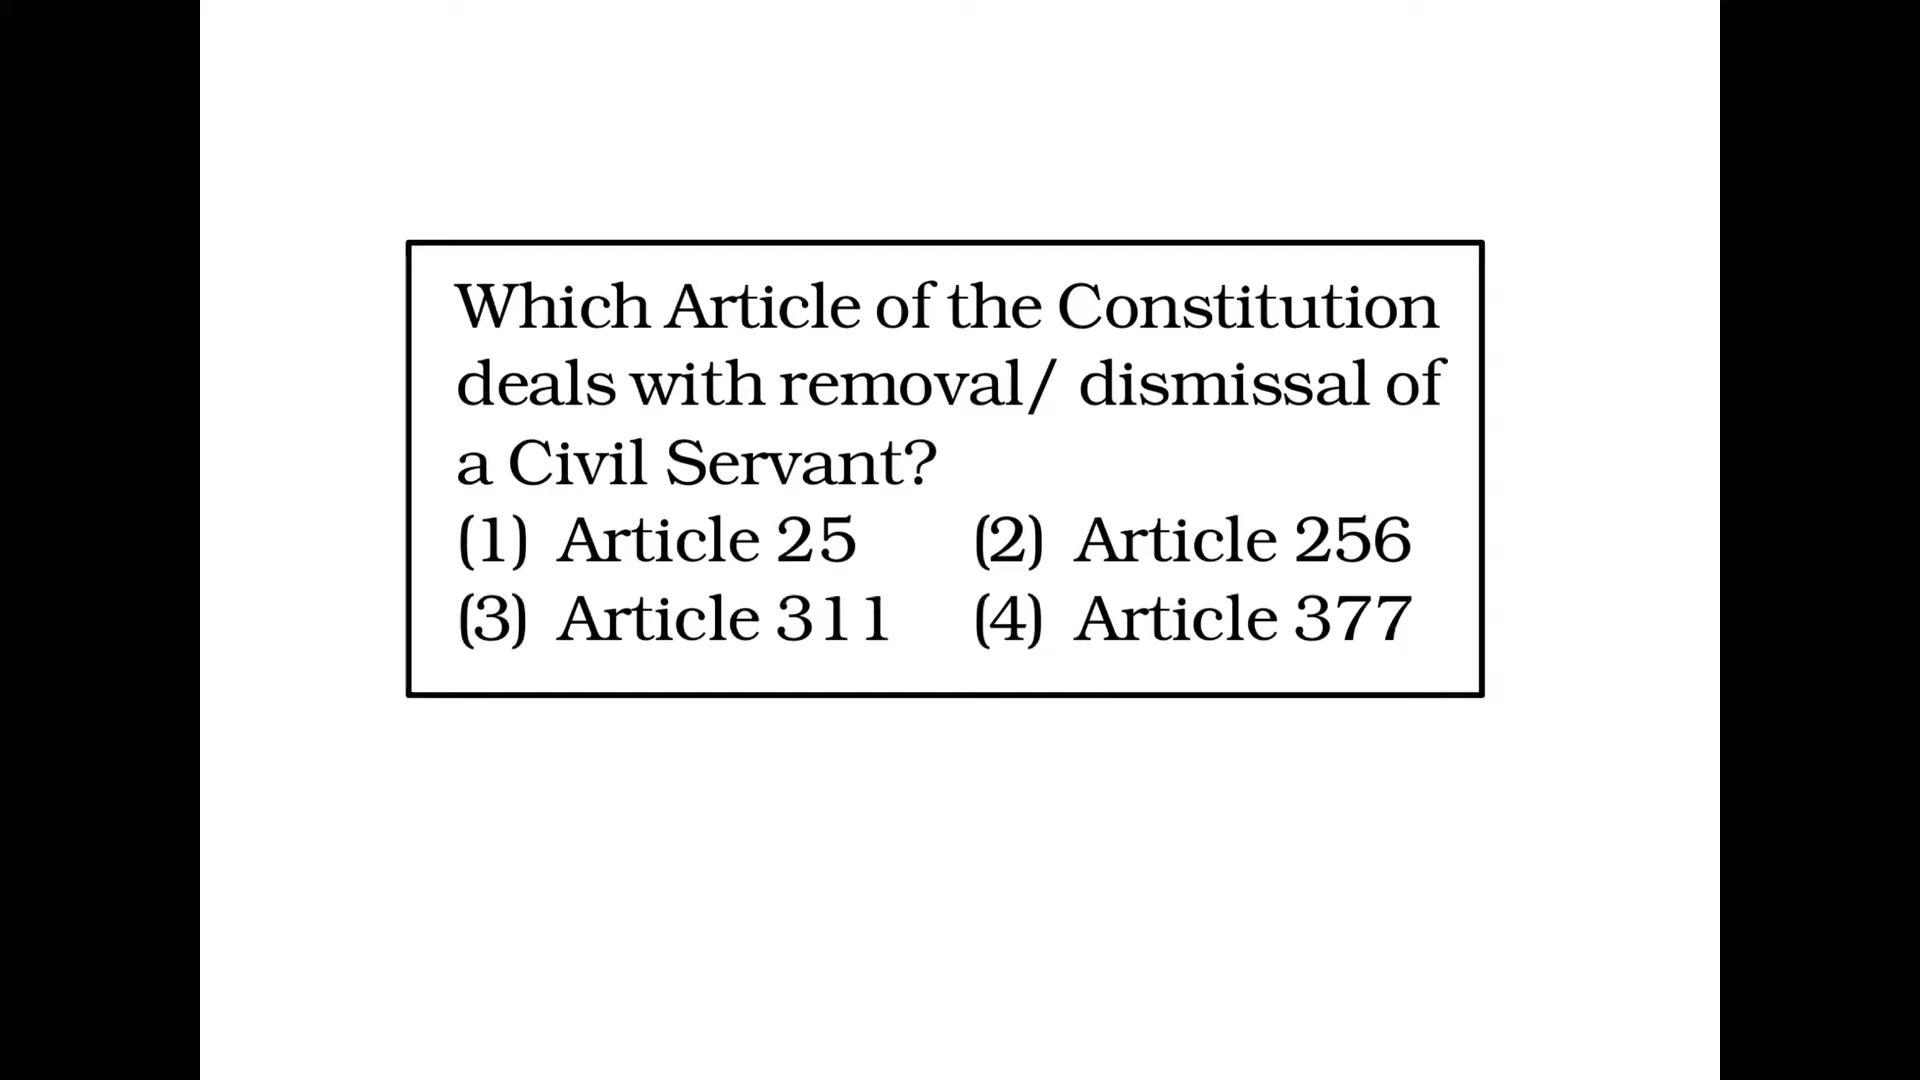 Which Article of the Constitution
deals with removal/ dismissal of
a Civil Servant?
(1) Article 25 (2) Article 256
(3) Article 311 (4) Article 377